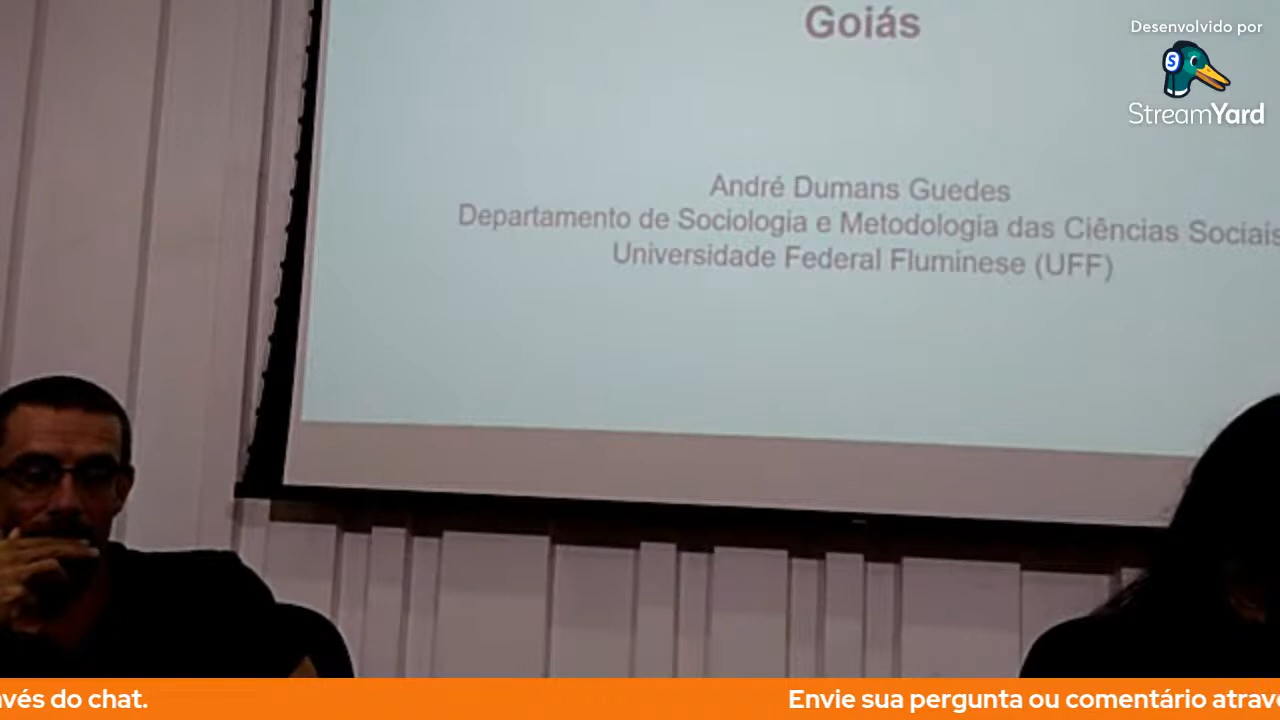 Goiás
Desenvolvido por
S
StreamYard
André Dumans Guedes
Departamento de Sociologia e Metodologia das Ciências Sociais
Universidade Federal Fluminese (UFF)
avés do chat.
Envie sua pergunta ou comentário atrav